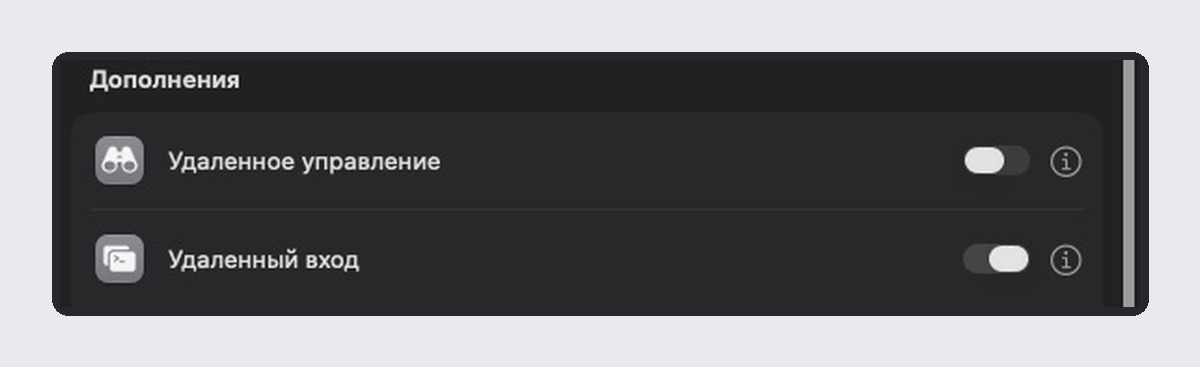 Дополнения
Удаленное управление
Удаленный вход